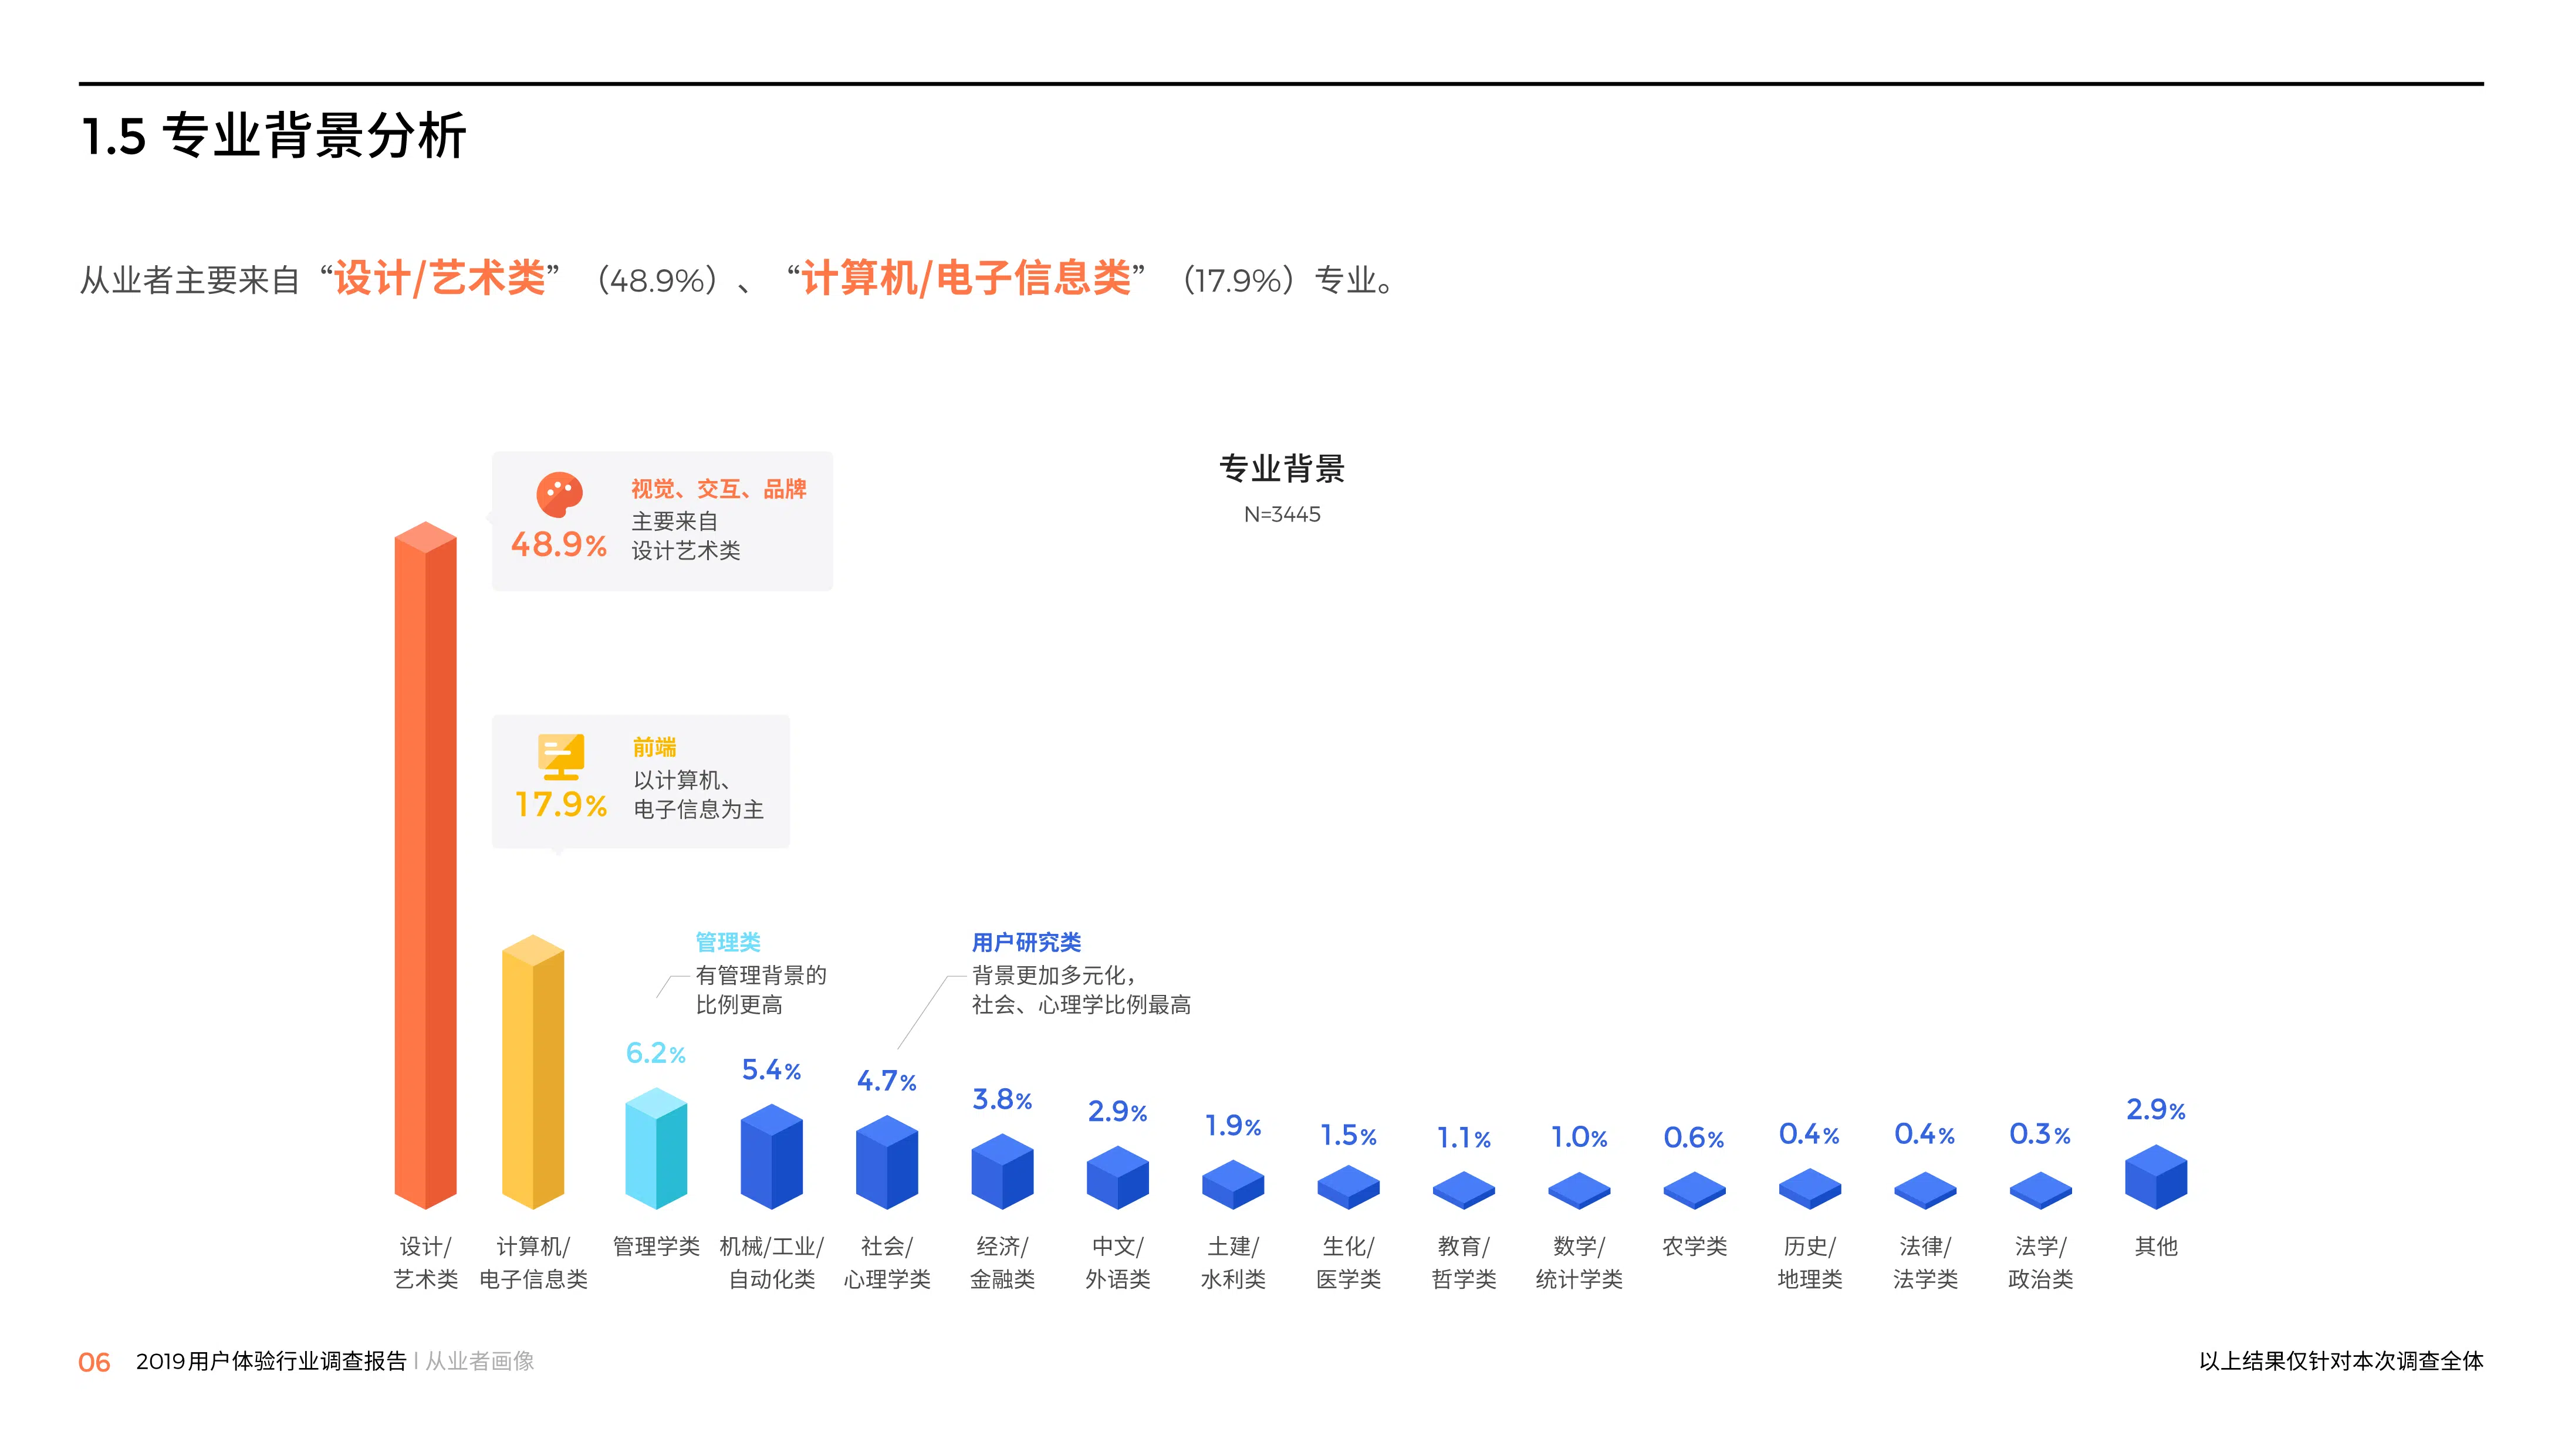 1.5 专业背景分析
从业者主要来自“设计/艺术类”（48.9%）、“计算机/电子信息类”（17.9%）专业。
专业背景
N=3445
48.9%
视觉、交互、品牌
主要来自
设计艺术类
17.9%
前端
以计算机、
电子信息为主
管理类
有管理背景的
比例更高
用户研究类
背景更加多元化，
社会、心理学比例最高
6.2%
5.4%
4.7%
3.8%
2.9%
1.9%
1.5%
1.1%
1.0%
0.6%
0.4%
0.4%
0.3%
2.9%
设计/
艺术类
计算机/
电子信息类
管理学类
机械/工业/
自动化类
社会/
心理学类
经济/
金融类
中文/
外语类
土建/
水利类
生化/
医学类
教育/
哲学类
数学/
统计学类
农学类
历史/
地理类
法律/
法学类
法学/
政治类
其他
06 2019用户体验行业调查报告 | 从业者画像
以上结果仅针对本次调查全体